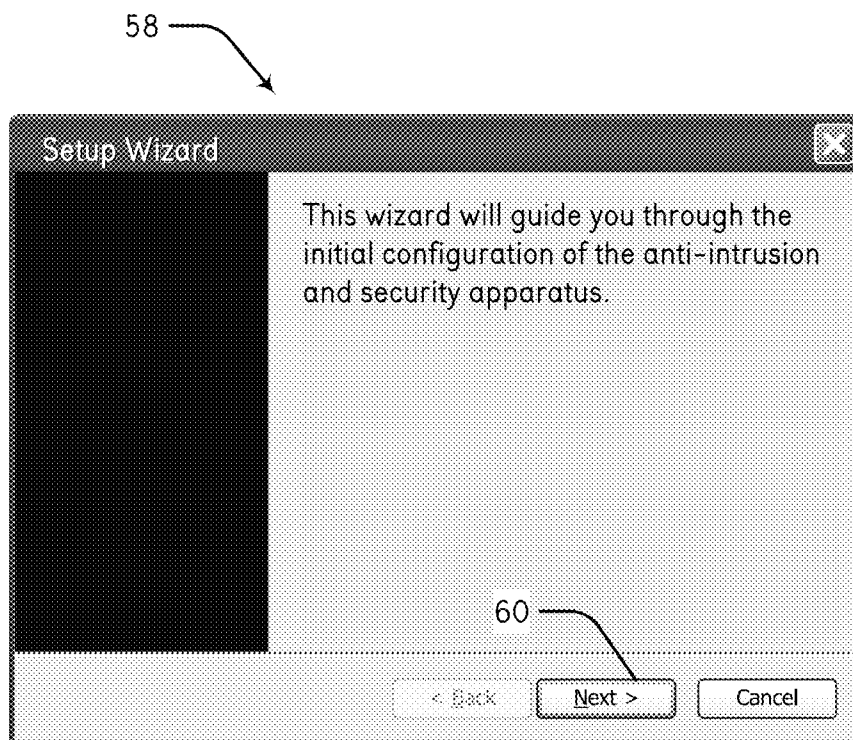 58
Setup Wizard
This wizard will guide you through the
initial configuration of the anti-intrusion
and security apparatus.
60
< Back
Next >
Cancel